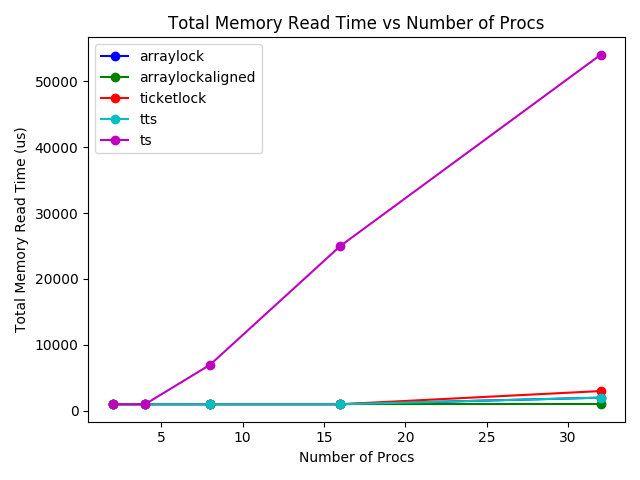 Total Memory Read Time vs Number of Procs
arraylock
arraylockaligned
ticketlock
tts
ts
Total Memory Read Time (us)
50000
40000
30000
20000
10000
0
5
10
15
20
25
30
Number of Procs